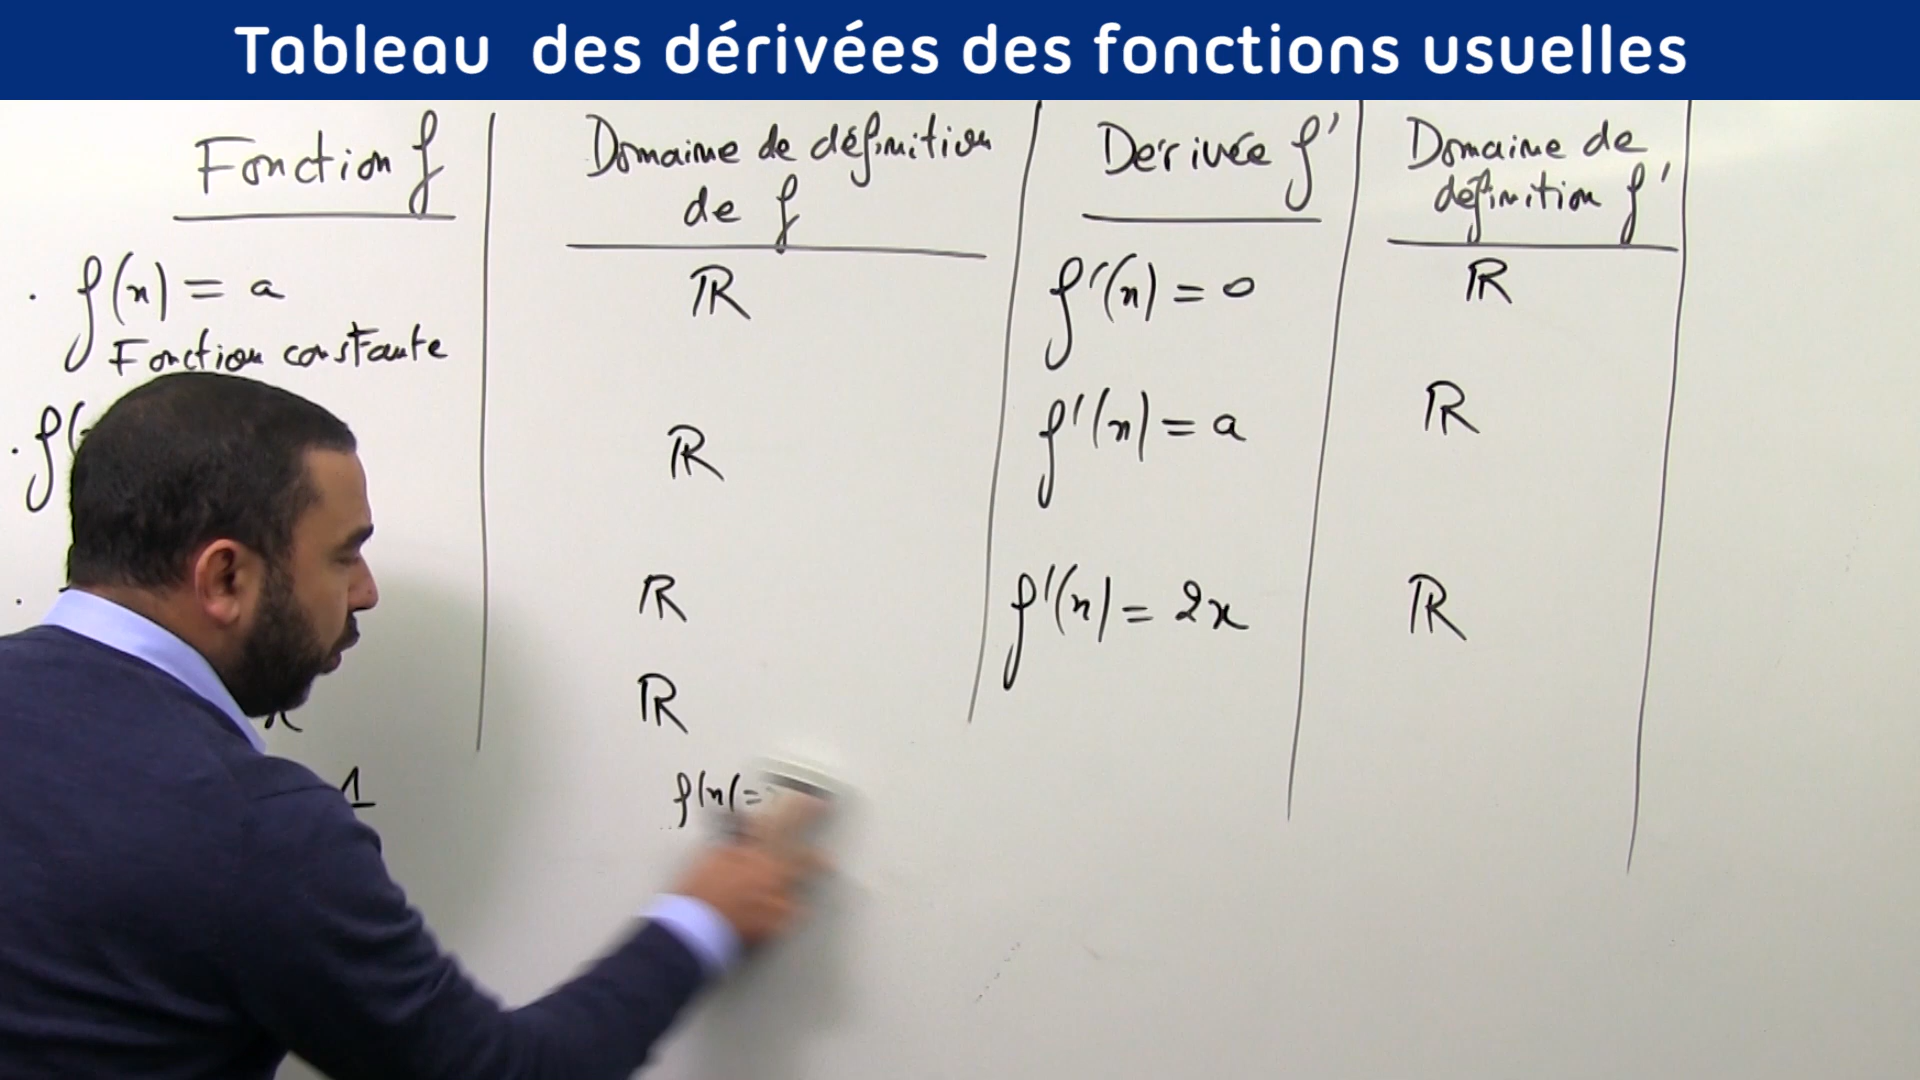 Tableau des dérivées des fonctions usuelles
Fonction f
Domaine de définition
de f
Dérivée f'
Domaine de
définition f'
. f(x) = a
Fonction constante
ℝ
f'(x) = 0
ℝ
. f(
ℝ
f'(x) = a
ℝ
.
ℝ
f'(x) = 2x
ℝ
ℝ
1
f(x) =